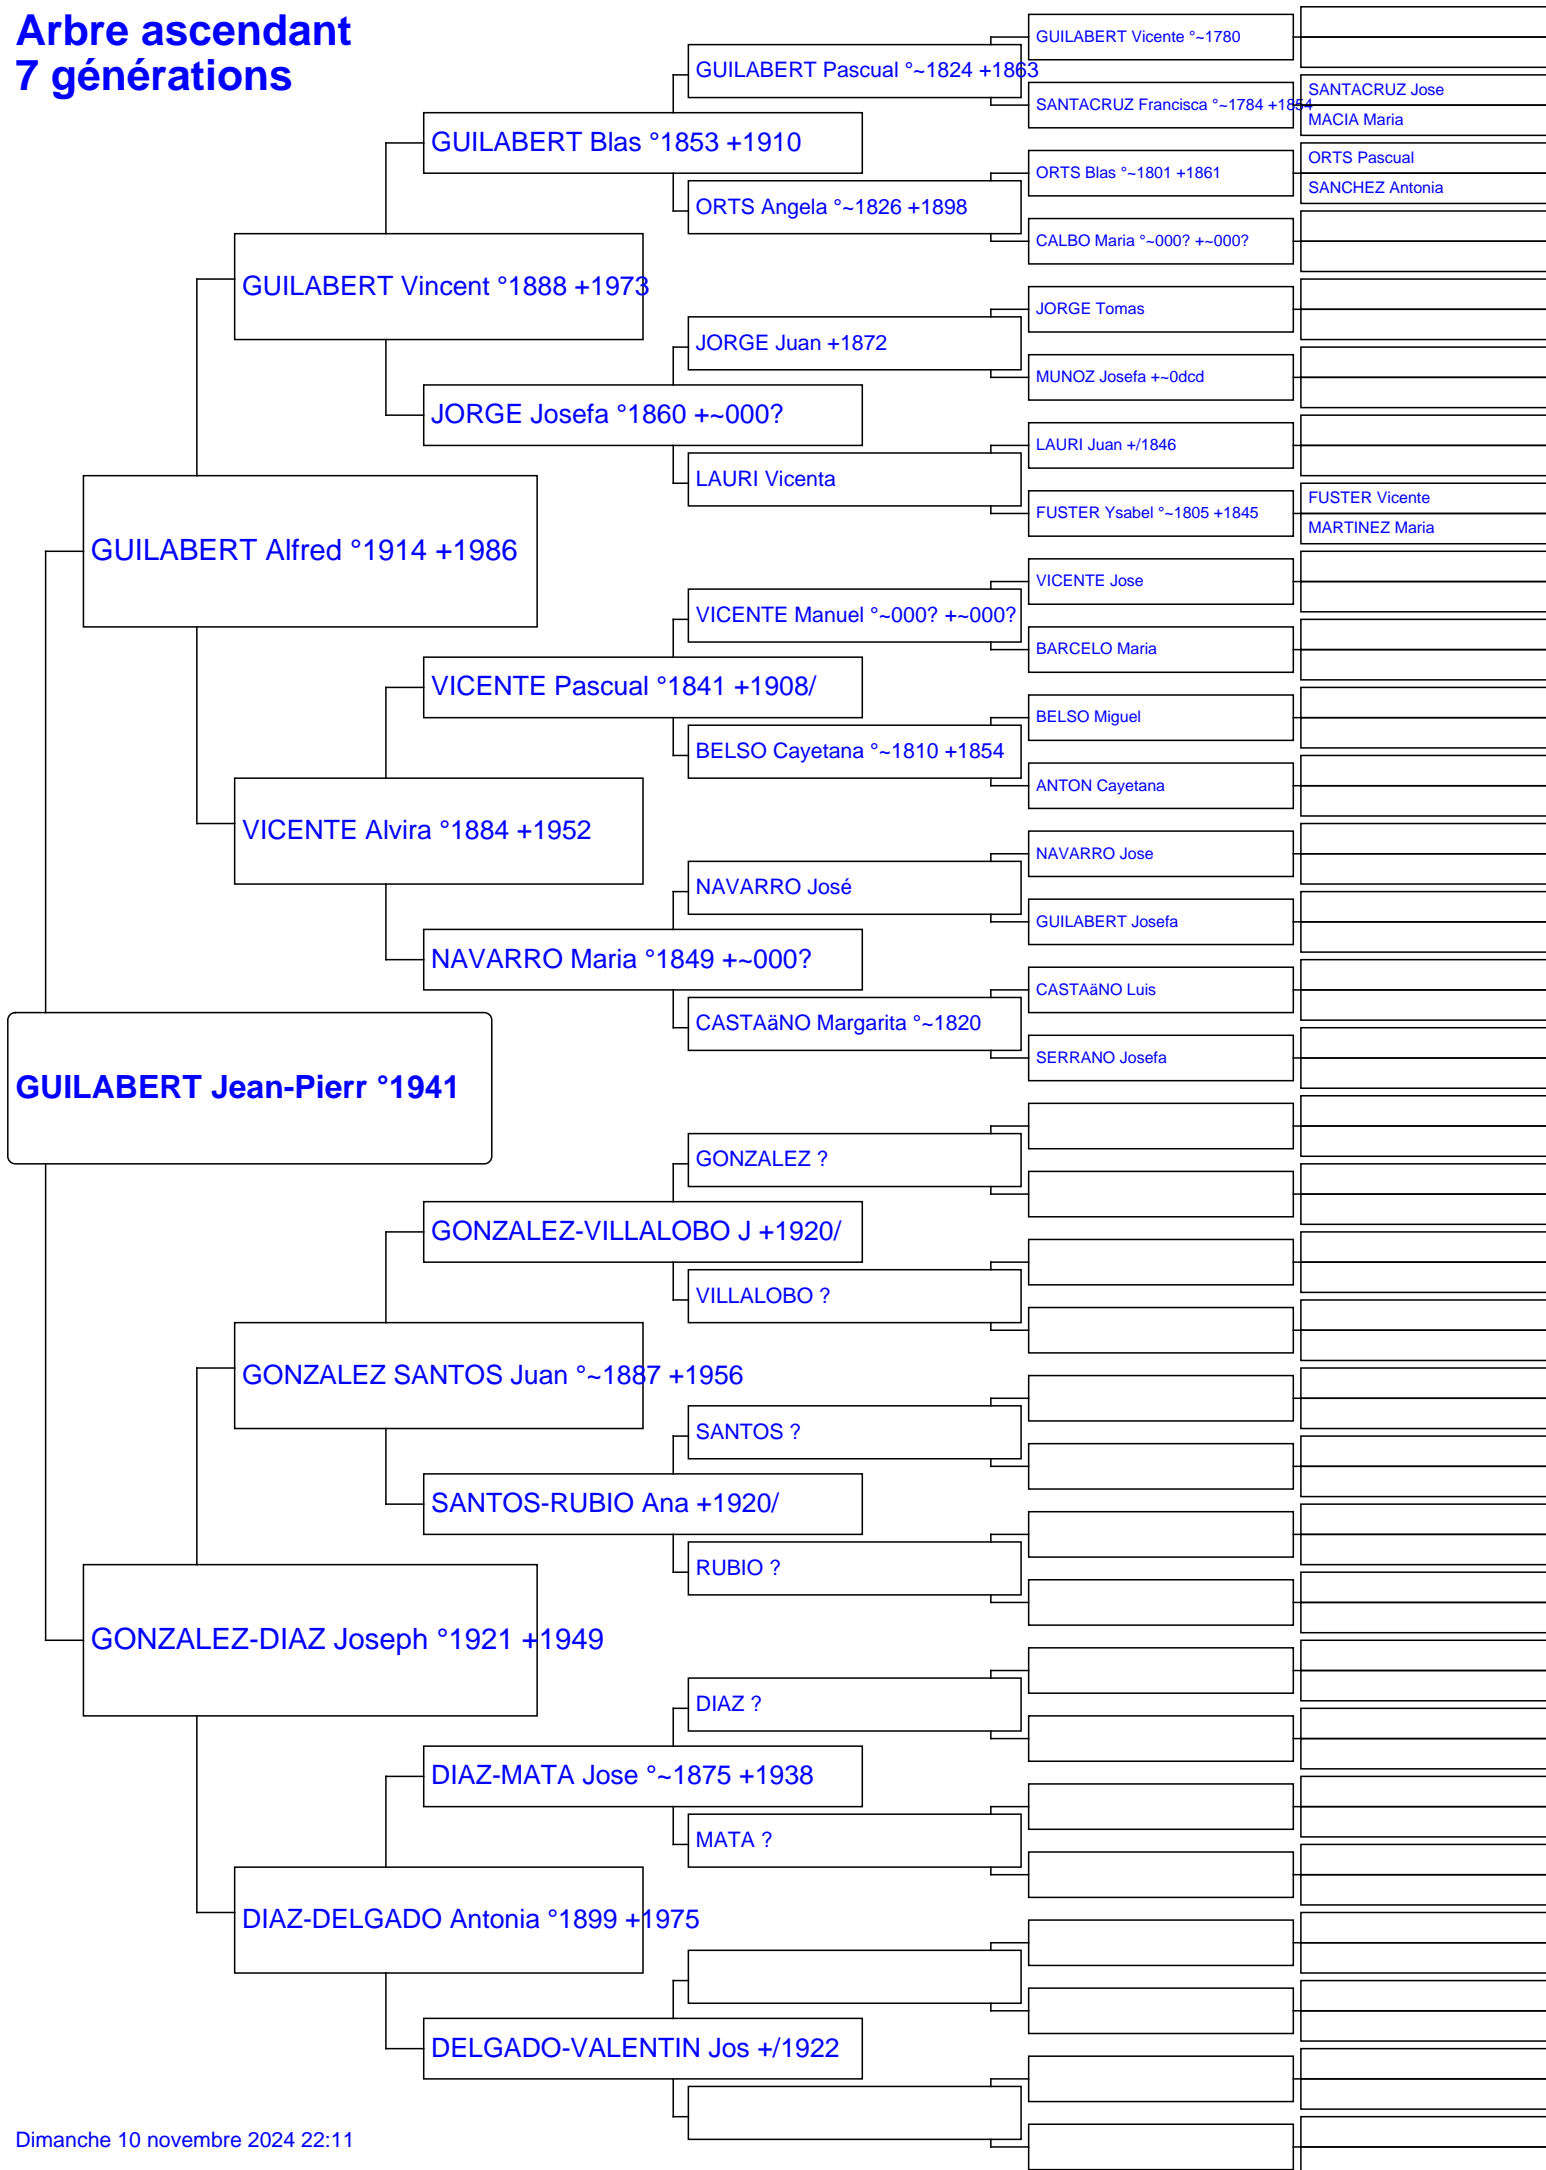 Arbre ascendant
7 générations
GUILABERT Jean-Pierr °1941
GUILABERT Alfred °1914 +1986
GONZALEZ-DIAZ Joseph °1921 +1949
GUILABERT Vincent °1888 +1973
VICENTE Alvira °1884 +1952
GONZALEZ SANTOS Juan °~1887 +1956
DIAZ-DELGADO Antonia °1899 +1975
GUILABERT Blas °1853 +1910
JORGE Josefa °1860 +~000?
VICENTE Pascual °1841 +1908/
NAVARRO Maria °1849 +~000?
GONZALEZ-VILLALOBO J +1920/
SANTOS-RUBIO Ana +1920/
DIAZ-MATA Jose °~1875 +1938
DELGADO-VALENTIN Jos +/1922
GUILABERT Pascual °~1824 +1863
ORTS Angela °~1826 +1898
JORGE Juan +1872
LAURI Vicenta
VICENTE Manuel °~000? +~000?
BELSO Cayetana °~1810 +1854
NAVARRO José
CASTAäNO Margarita °~1820
GONZALEZ ?
VILLALOBO ?
SANTOS ?
RUBIO ?
DIAZ ?
MATA ?
GUILABERT Vicente °~1780
SANTACRUZ Francisca °~1784 +1854
ORTS Blas °~1801 +1861
CALBO Maria °~000? +~000?
JORGE Tomas
MUNOZ Josefa +~0dcd
LAURI Juan +/1846
FUSTER Ysabel °~1805 +1845
VICENTE Jose
BARCELO Maria
BELSO Miguel
ANTON Cayetana
NAVARRO Jose
GUILABERT Josefa
CASTAäNO Luis
SERRANO Josefa
SANTACRUZ Jose
MACIA Maria
ORTS Pascual
SANCHEZ Antonia
FUSTER Vicente
MARTINEZ Maria
Dimanche 10 novembre 2024 22:11